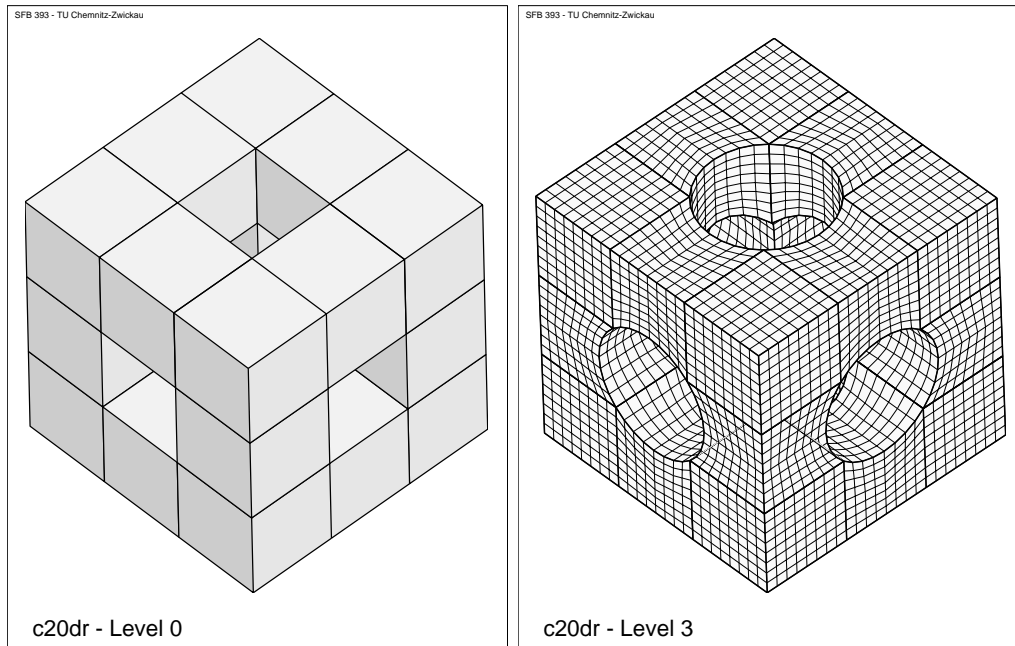 SFB 393 - TU Chemnitz-Zwickau
c20dr - Level 0
SFB 393 - TU Chemnitz-Zwickau
c20dr - Level 3